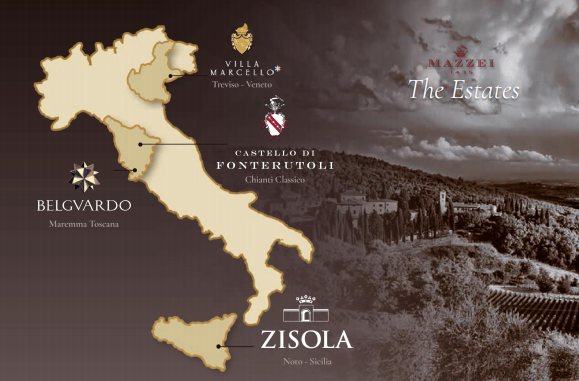 VILLA
MARCELLO*
Treviso - Veneto
MAZZEI
The Estates
CASTELLO DI
FONTERUTOLI
Chianti Classico
BELGVARDO
Maremma Toscana
ZISOLA
Noto - Sicilia